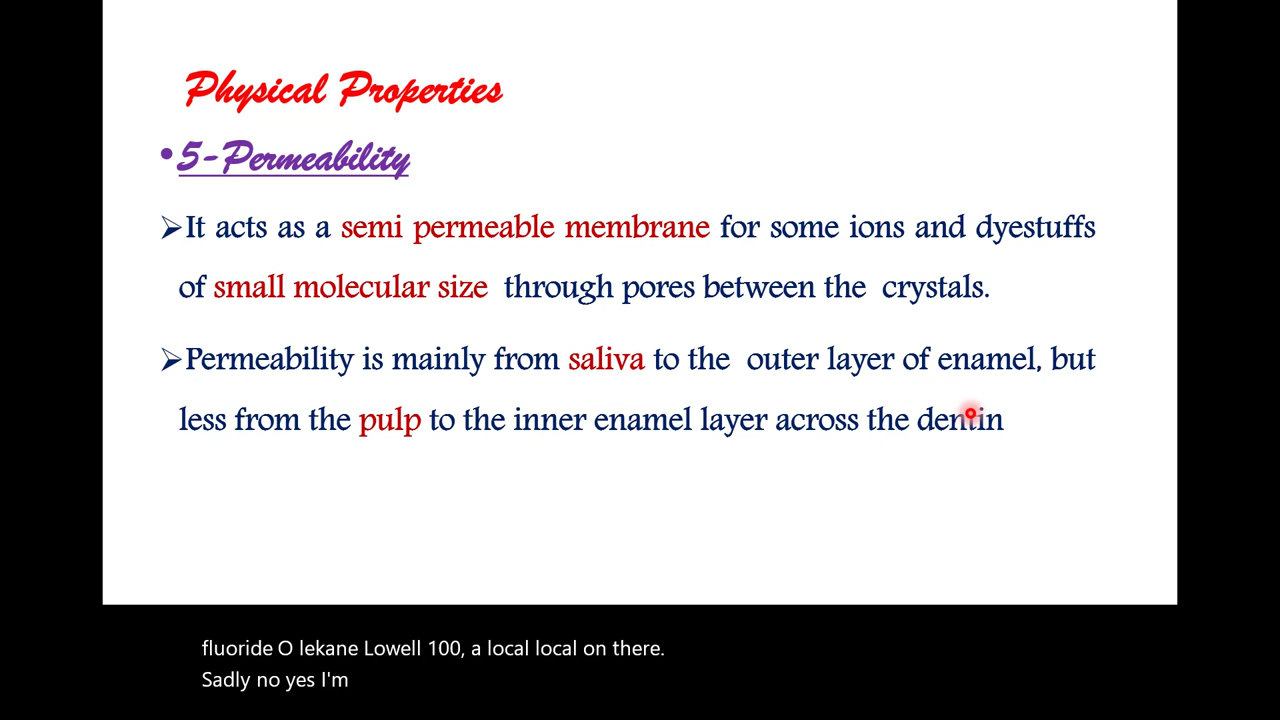 Physical Properties
•5-Permeability
➢It acts as a semi permeable membrane for some ions and dyestuffs
of small molecular size through pores between the crystals.
➢Permeability is mainly from saliva to the outer layer of enamel, but
less from the pulp to the inner enamel layer across the dentin
fluoride O lekane Lowell 100, a local local on there.
Sadly no yes I'm